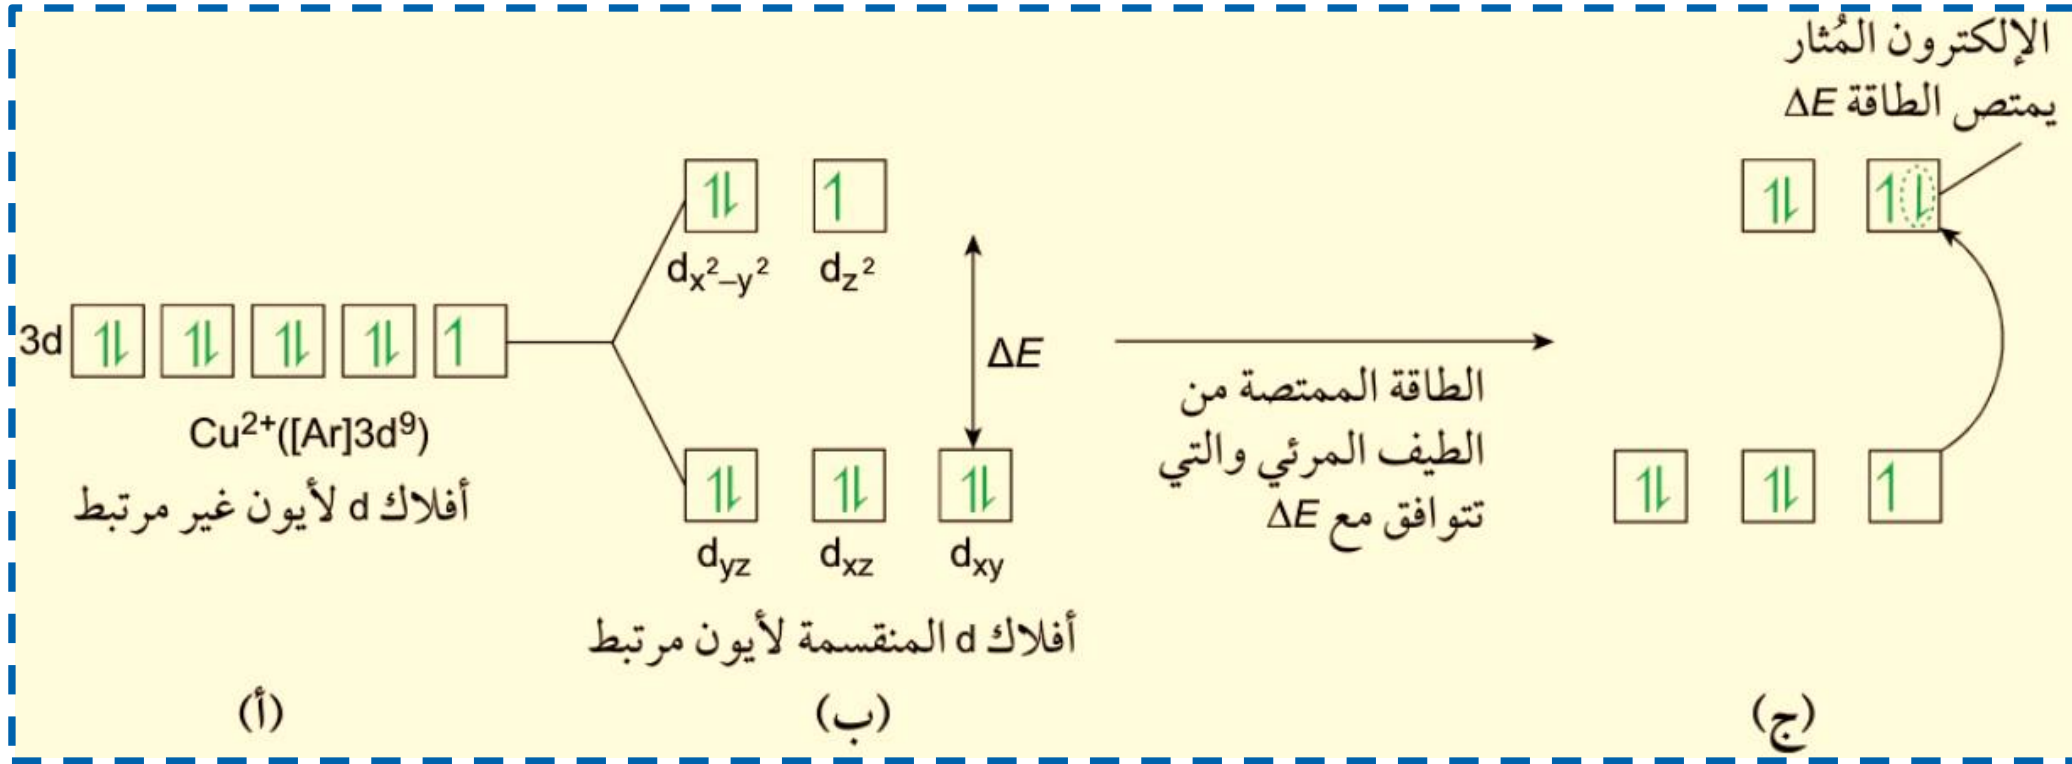 3d
Cu²⁺([Ar]3d⁹)
أفلاك d لأيون غير مرتبط
(أ)
dx²–y²
dz²
ΔE
dyz
dxz
dxy
أفلاك d المنقسمة لأيون مرتبط
(ب)
الطاقة الممتصة من
الطيف المرئي والتي
تتوافق مع ΔE
الإلكترون المُثار
يمتص الطاقة ΔE
(ج)